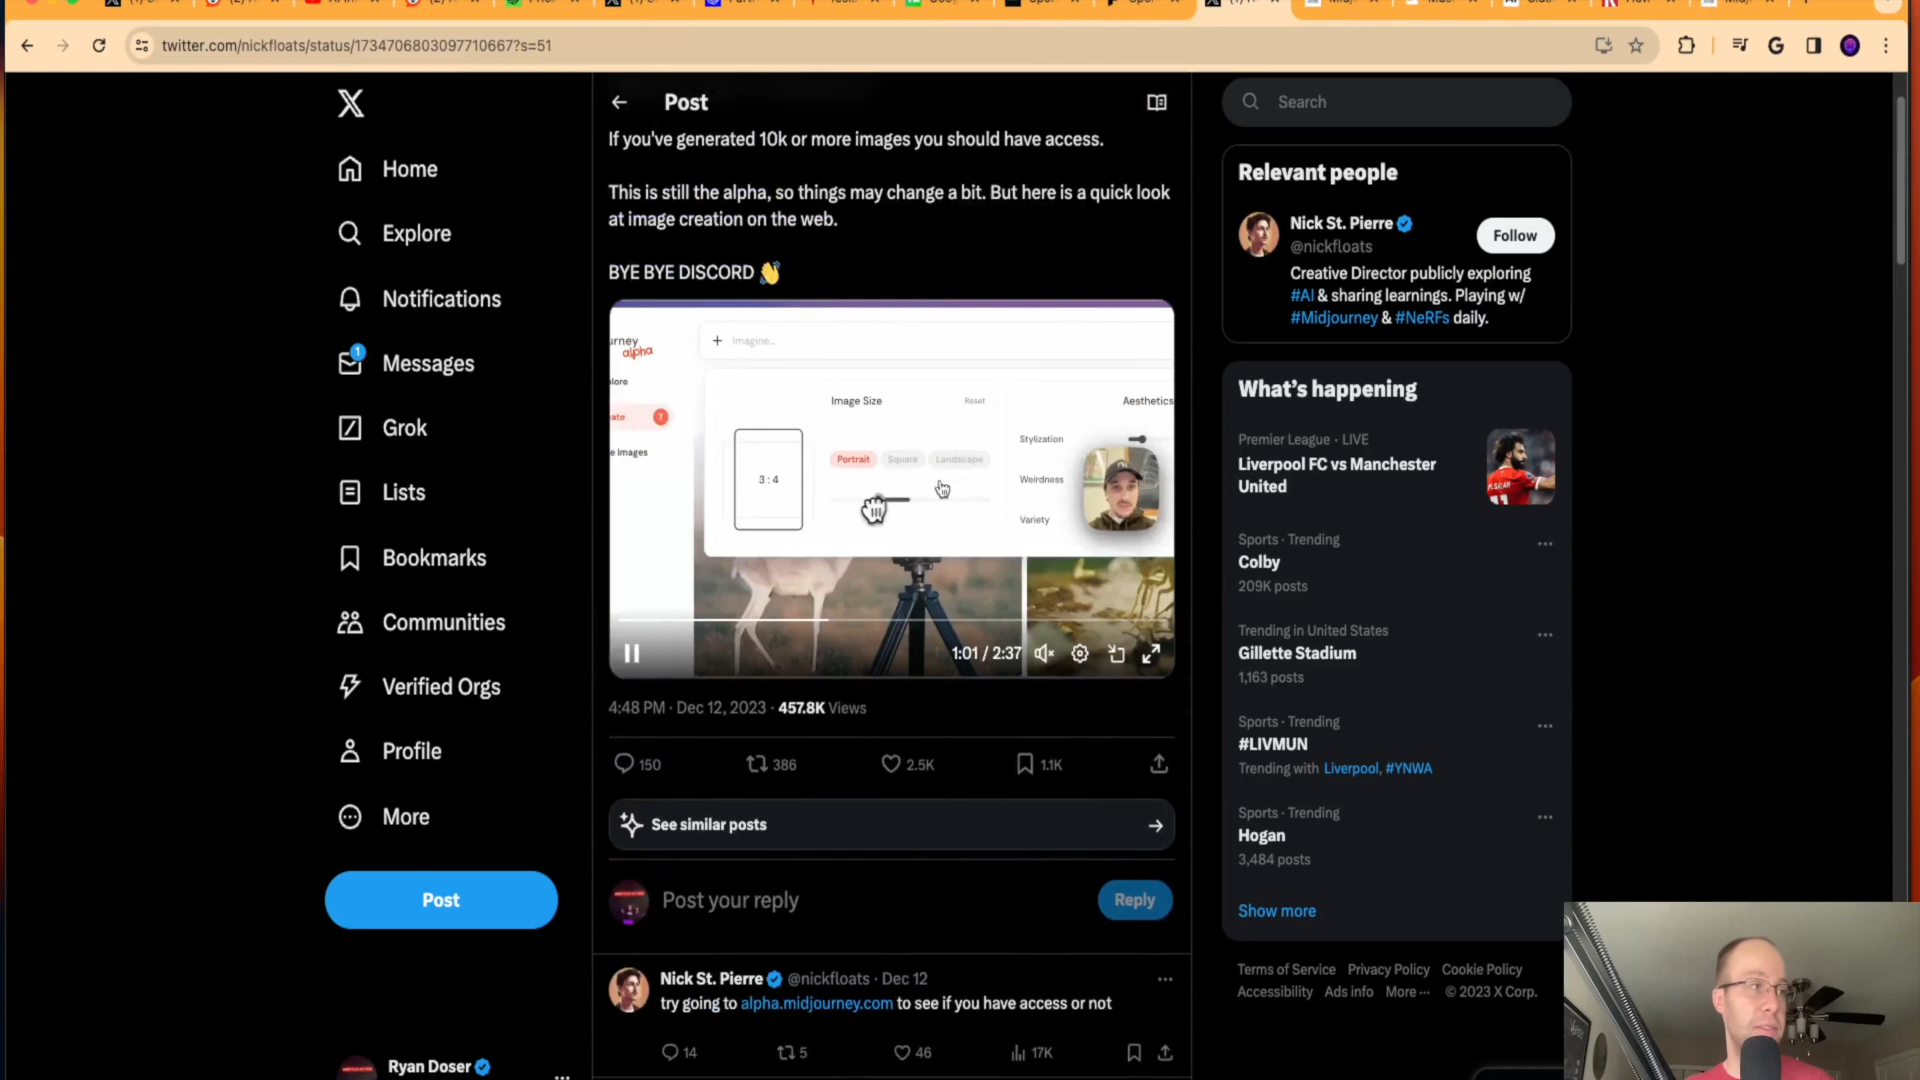 twitter.com/nickfloats/status/1734706803097710667?s=51
Home
Explore
Notifications
1
Messages
Grok
Lists
Bookmarks
Communities
Verified Orgs
Profile
More
Post
Ryan Doser
Post
If you've generated 10k or more images you should have access.
This is still the alpha, so things may change a bit. But here is a quick look
at image creation on the web.
BYE BYE DISCORD 👋
urney
alpha
Imagine...
lore
ate
7
e Images
Image Size
Reset
3 : 4
Portrait
Square
Landscape
Aesthetics
Stylization
Weirdness
Variety
1:01 / 2:37
4:48 PM · Dec 12, 2023 · 457.8K Views
150
386
2.5K
1.1K
See similar posts
Post your reply
Reply
Nick St. Pierre @nickfloats · Dec 12
try going to alpha.midjourney.com to see if you have access or not
14
5
46
17K
Search
Relevant people
Nick St. Pierre
@nickfloats
Follow
Creative Director publicly exploring
#AI & sharing learnings. Playing w/
#Midjourney & #NeRFs daily.
What's happening
Premier League · LIVE
Liverpool FC vs Manchester
United
Sports · Trending
Colby
209K posts
Trending in United States
Gillette Stadium
1,163 posts
Sports · Trending
#LIVMUN
Trending with Liverpool, #YNWA
Sports · Trending
Hogan
3,484 posts
Show more
Terms of Service Privacy Policy Cookie Policy
Accessibility Ads info More ··· © 2023 X Corp.